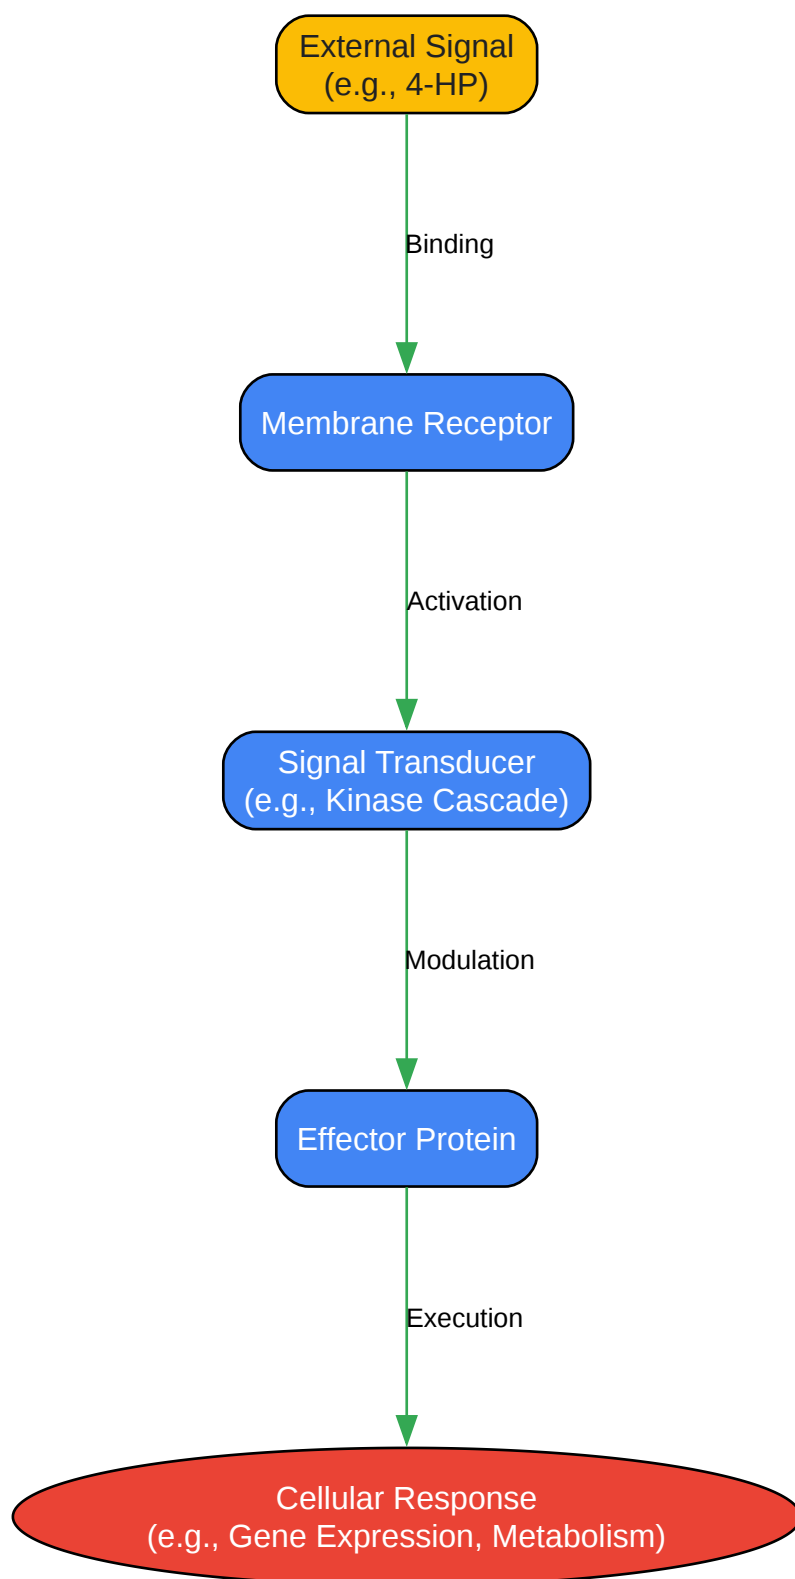 External Signal
(e.g., 4-HP)
Binding
Membrane Receptor
Activation
Signal Transducer
(e.g., Kinase Cascade)
Modulation
Effector Protein
Execution
Cellular Response
(e.g., Gene Expression, Metabolism)